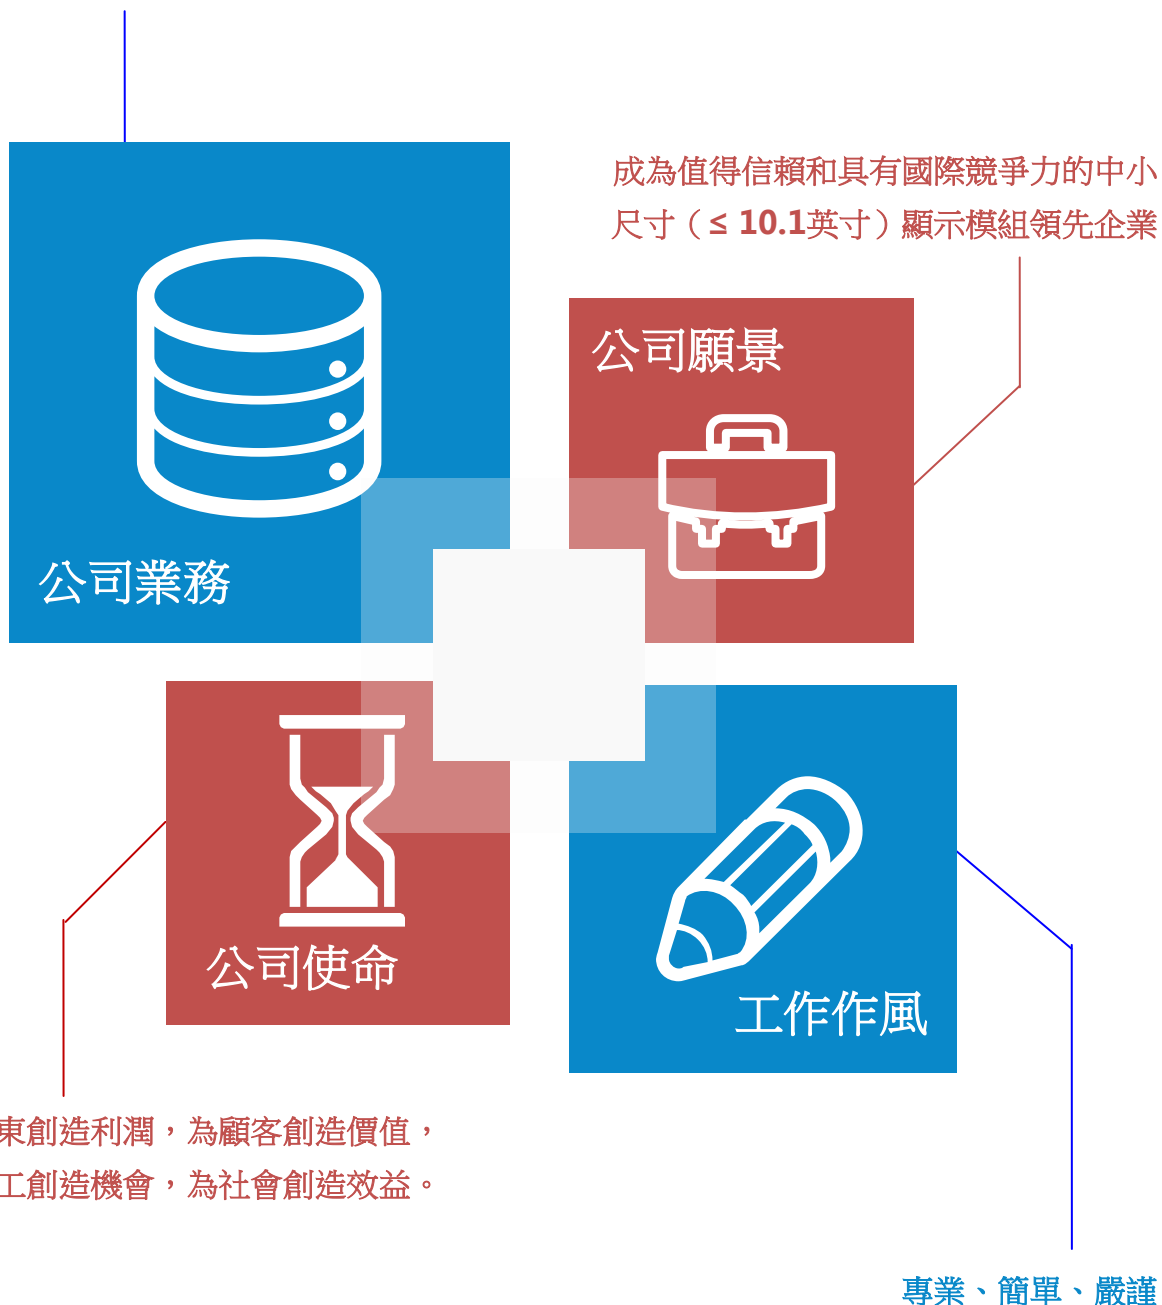 成為值得信賴和具有國際競爭力的中小
尺寸（≤ 10.1英寸）顯示模組領先企業
公司願景
公司業務
公司使命
工作作風
東創造利潤，為顧客創造價值，
工創造機會，為社會創造效益。
專業、簡單、嚴謹